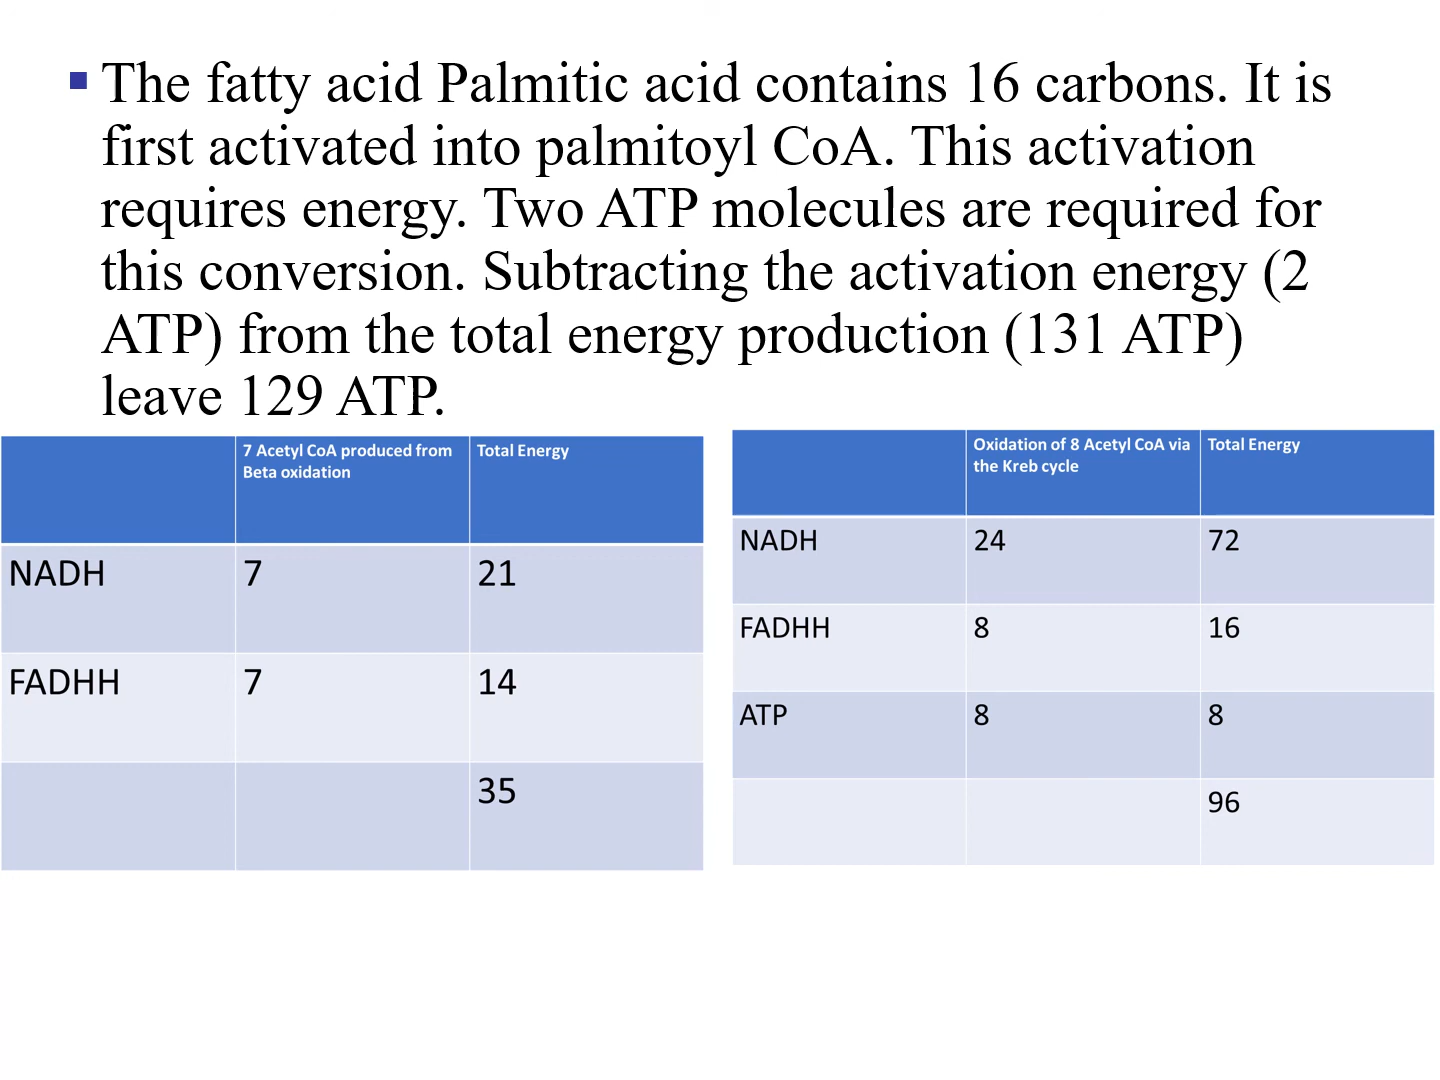 ▪ The fatty acid Palmitic acid contains 16 carbons. It is
first activated into palmitoyl CoA. This activation
requires energy. Two ATP molecules are required for
this conversion. Subtracting the activation energy (2
ATP) from the total energy production (131 ATP)
leave 129 ATP.
7 Acetyl CoA produced from Total Energy
Beta oxidation
NADH 7 21
FADHH 7 14
35
Oxidation of 8 Acetyl CoA via Total Energy
the Kreb cycle
NADH 24 72
FADHH 8 16
ATP 8 8
96